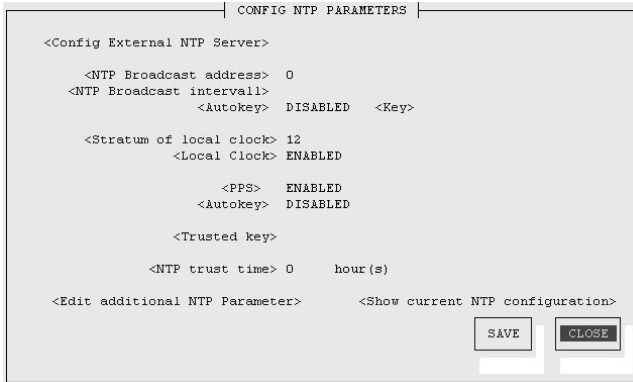 CONFIG NTP PARAMETERS
<Config External NTP Server>
<NTP Broadcast address> 0
<NTP Broadcast intervall>
<Autokey> DISABLED <Key>
<Stratum of local clock> 12
<Local Clock> ENABLED
<PPS> ENABLED
<Autokey> DISABLED
<Trusted key>
<NTP trust time> 0 hour(s)
<Edit additional NTP Parameter> <Show current NTP configuration>
SAVE CLOSE